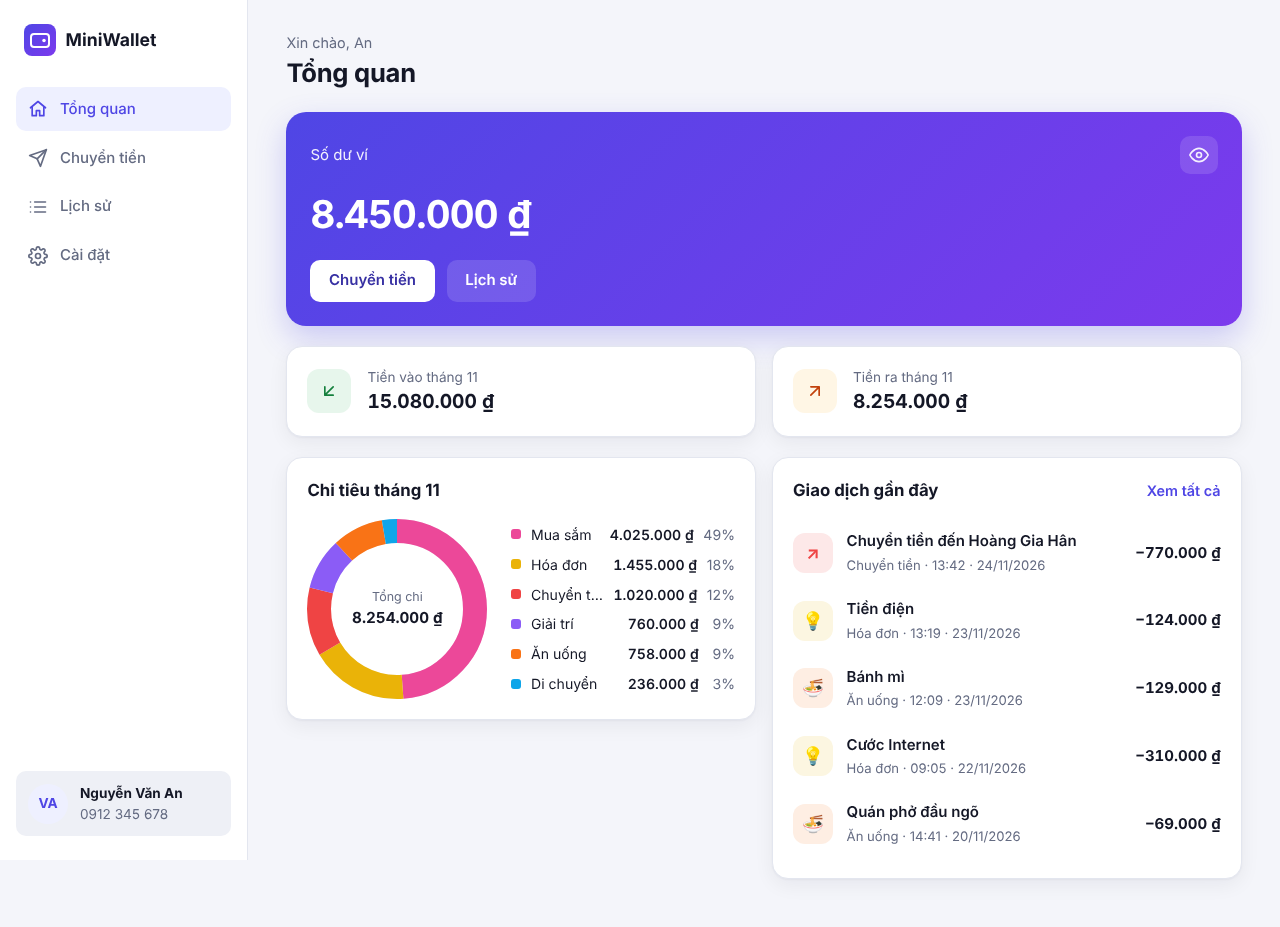 MiniWallet
Tổng quan
Chuyển tiền
Lịch sử
Cài đặt
VA
Nguyễn Văn An
0912 345 678
Xin chào, An
Tổng quan
Số dư ví
8.450.000 ₫
Chuyển tiền
Lịch sử
Tiền vào tháng 11
15.080.000 ₫
Tiền ra tháng 11
8.254.000 ₫
Chi tiêu tháng 11
Tổng chi
8.254.000 ₫
Mua sắm 4.025.000 ₫ 49%
Hóa đơn 1.455.000 ₫ 18%
Chuyển t... 1.020.000 ₫ 12%
Giải trí 760.000 ₫ 9%
Ăn uống 758.000 ₫ 9%
Di chuyển 236.000 ₫ 3%
Giao dịch gần đây Xem tất cả
Chuyển tiền đến Hoàng Gia Hân
Chuyển tiền · 13:42 · 24/11/2026
−770.000 ₫
Tiền điện
Hóa đơn · 13:19 · 23/11/2026
−124.000 ₫
Bánh mì
Ăn uống · 12:09 · 23/11/2026
−129.000 ₫
Cước Internet
Hóa đơn · 09:05 · 22/11/2026
−310.000 ₫
Quán phở đầu ngõ
Ăn uống · 14:41 · 20/11/2026
−69.000 ₫